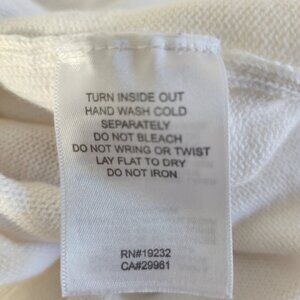 TURN INSIDE OUT
HAND WASH COLD
SEPARATELY
DO NOT BLEACH
DO NOT WRING OR TWIST
LAY FLAT TO DRY
DO NOT IRON
RN#19232
CA#29961